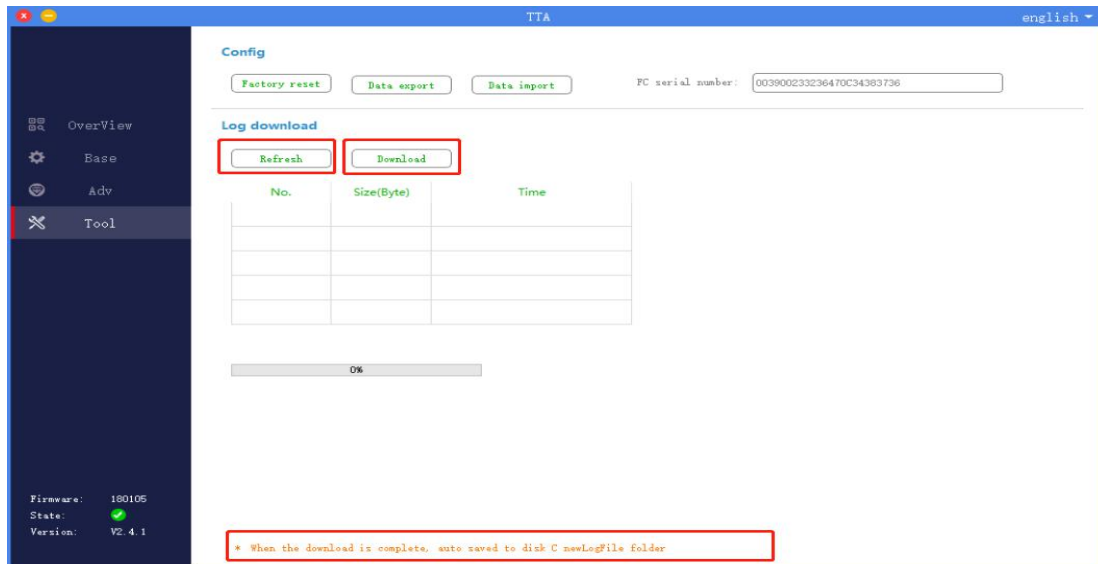 TTA
english
Config
Factory reset Data export Data import FC serial number: 003900233236470C34383736
OverView
Log download
Base
Refresh Download
Adv
No. Size(Byte) Time
Tool
0%
Firmware: 180105
State:
Version: V2.4.1
* When the download is complete, auto saved to disk C newLogFile folder